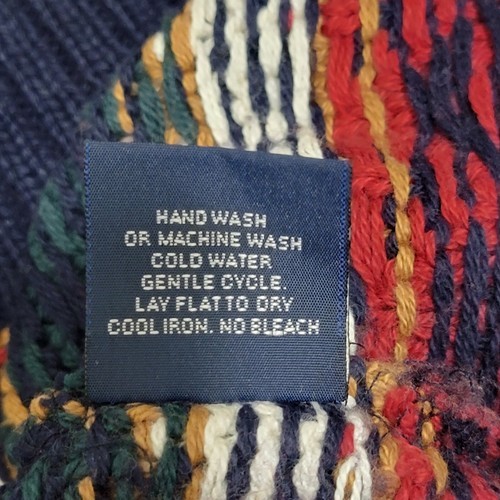 HAND WASH
OR MACHINE WASH
COLD WATER
GENTLE CYCLE.
LAY FLAT TO DRY
COOL IRON. NO BLEACH